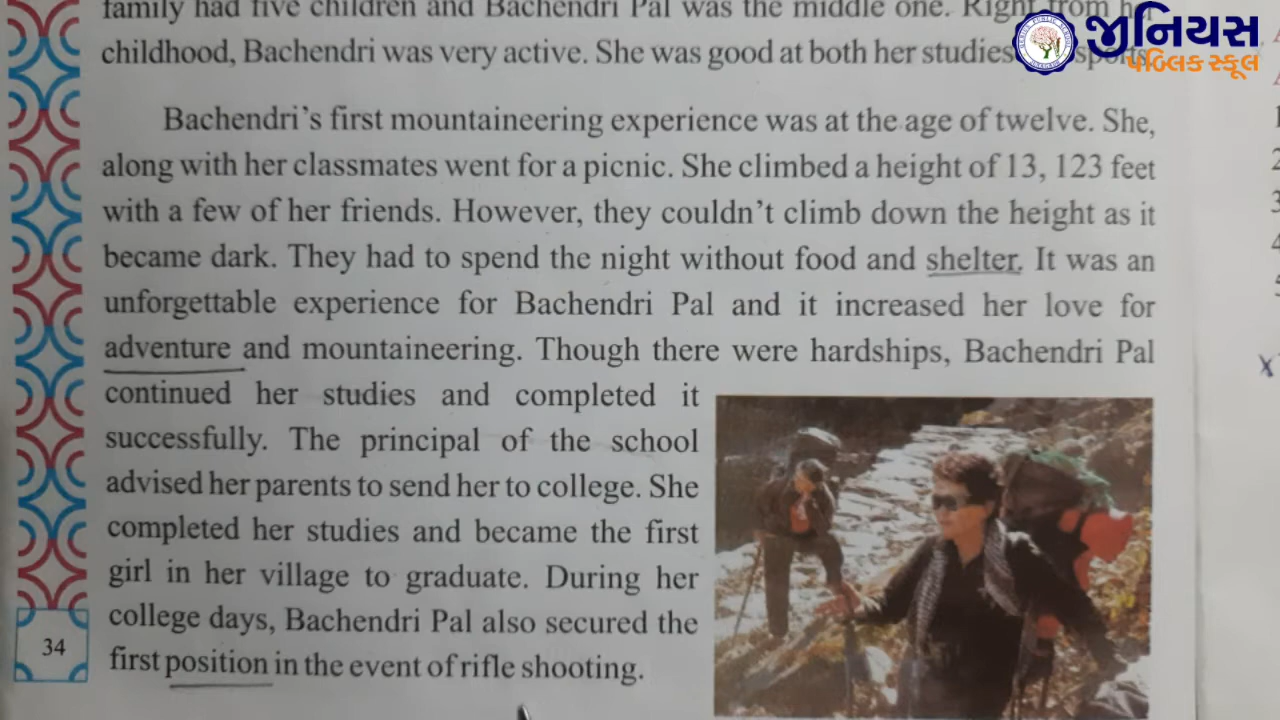 family had five children and Bachendri Pal was the middle one. Right from her
childhood, Bachendri was very active. She was good at both her studies sports.
જીનિયસ
પબ્લિક સ્કૂલ
Bachendri's first mountaineering experience was at the age of twelve. She,
along with her classmates went for a picnic. She climbed a height of 13, 123 feet
with a few of her friends. However, they couldn't climb down the height as it
became dark. They had to spend the night without food and shelter. It was an
unforgettable experience for Bachendri Pal and it increased her love for
adventure and mountaineering. Though there were hardships, Bachendri Pal
continued her studies and completed it
successfully. The principal of the school
advised her parents to send her to college. She
completed her studies and became the first
girl in her village to graduate. During her
college days, Bachendri Pal also secured the
first position in the event of rifle shooting.
34